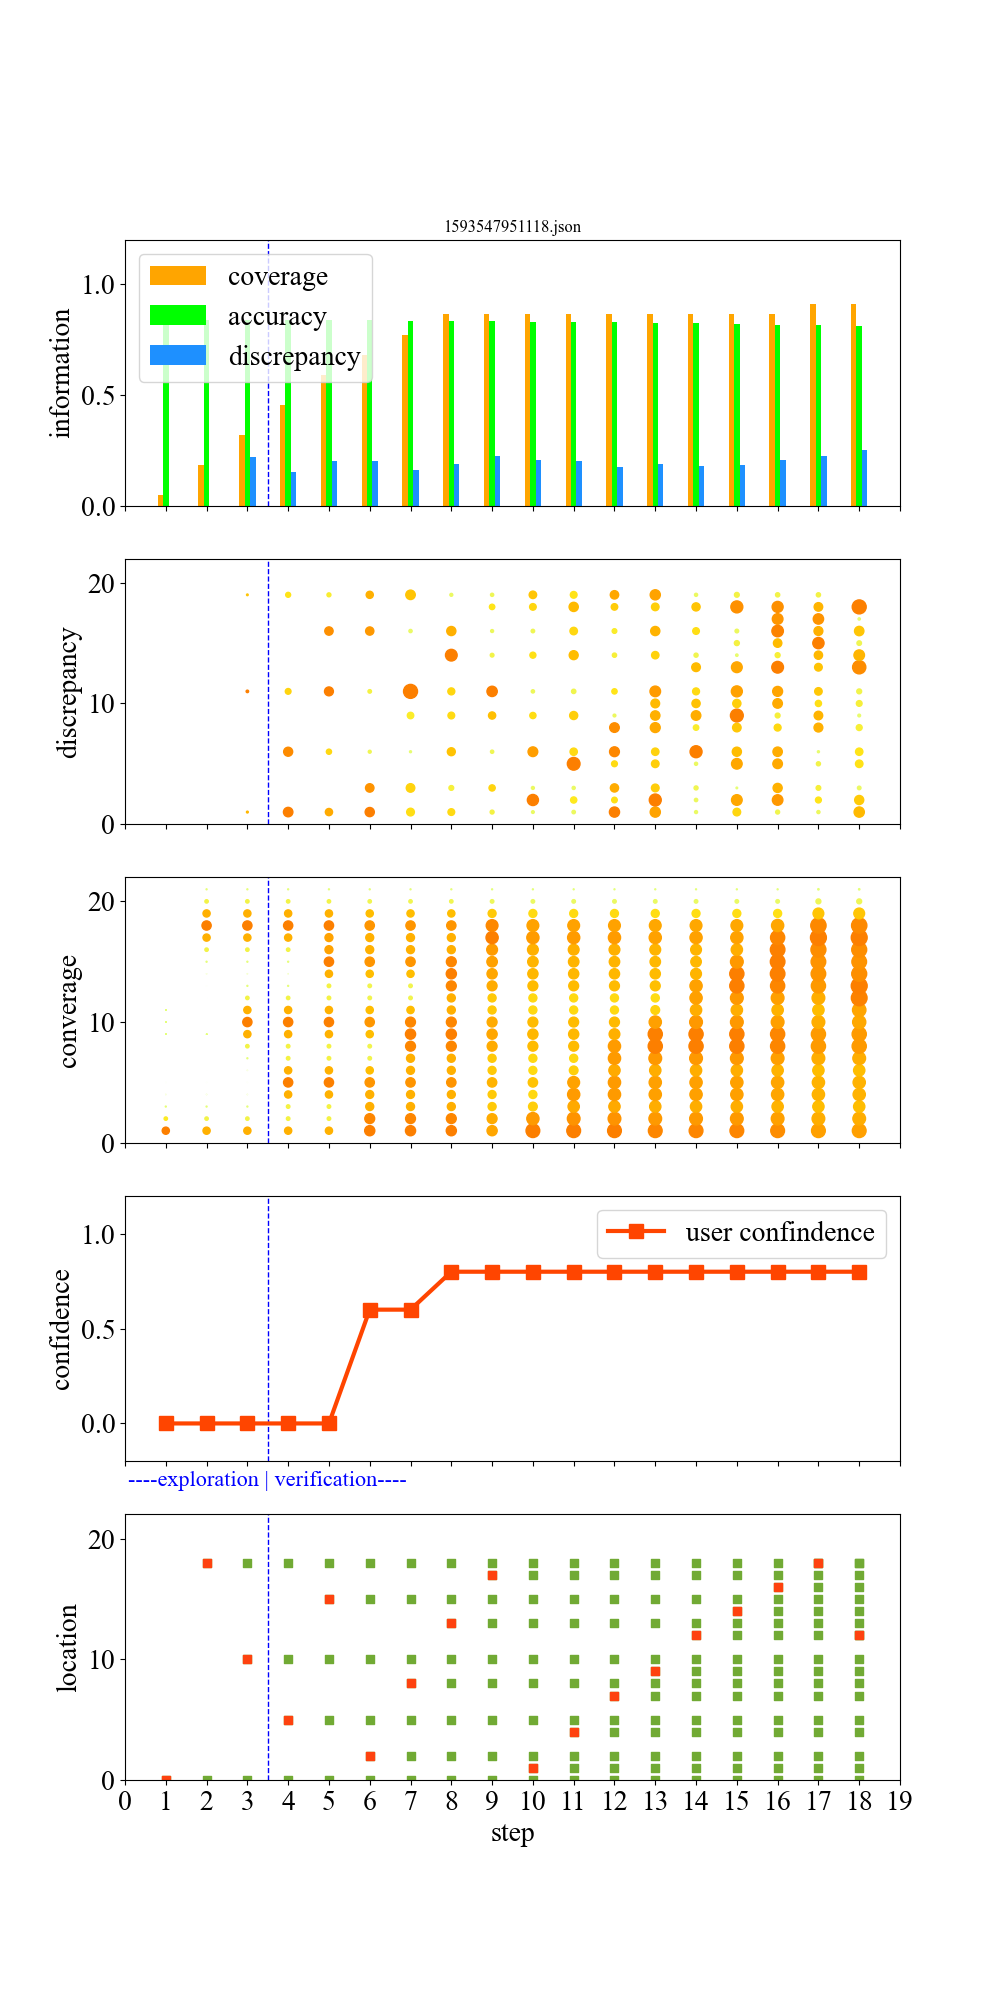 1593547951118.json
information
1.0
0.5
0.0
coverage
accuracy
discrepancy
discrepancy
20
10
0
converage
20
10
0
confidence
1.0
0.5
0.0
user confindence
----exploration | verification----
location
20
10
0
0 1 2 3 4 5 6 7 8 9 10 11 12 13 14 15 16 17 18 19
step